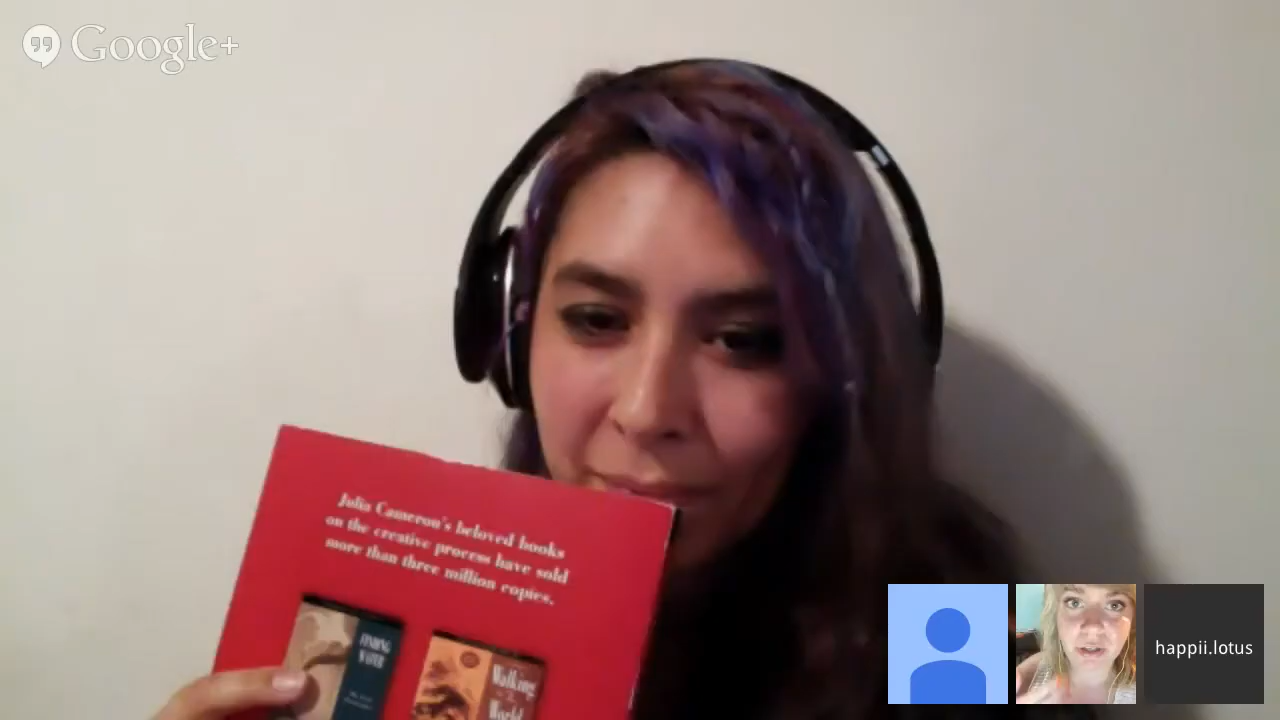 Google+
Julia Cameron's beloved books
on the creative process have sold
more than three million copies.
FINDING
WATER
Walking
World
happii.lotus